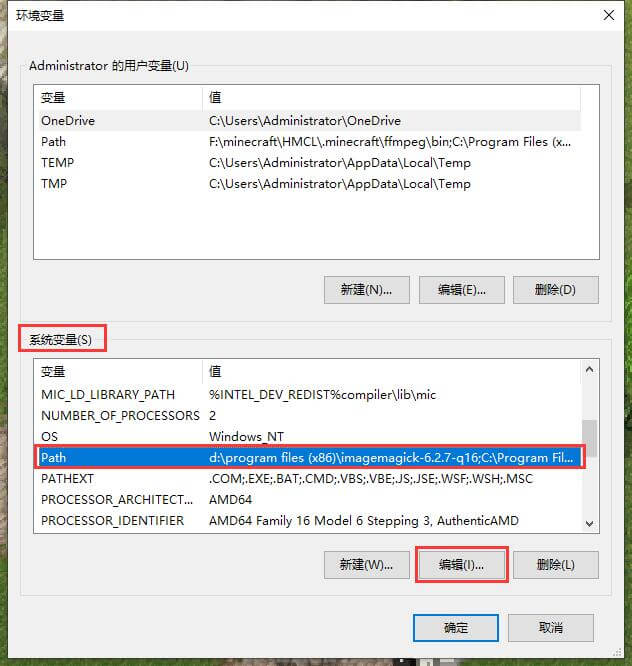 环境变量
Administrator 的用户变量(U)
变量 值
OneDrive C:\Users\Administrator\OneDrive
Path F:\minecraft\HMCL\.minecraft\ffmpeg\bin;C:\Program Files (x...
TEMP C:\Users\Administrator\AppData\Local\Temp
TMP C:\Users\Administrator\AppData\Local\Temp
新建(N)... 编辑(E)... 删除(D)
系统变量(S)
变量 值
MIC_LD_LIBRARY_PATH %INTEL_DEV_REDIST%compiler\lib\mic
NUMBER_OF_PROCESSORS 2
OS Windows_NT
Path d:\program files (x86)\imagemagick-6.2.7-q16;C:\Program Fil...
PATHEXT .COM;.EXE;.BAT;.CMD;.VBS;.VBE;.JS;.JSE;.WSF;.WSH;.MSC
PROCESSOR_ARCHITECT... AMD64
PROCESSOR_IDENTIFIER AMD64 Family 16 Model 6 Stepping 3, AuthenticAMD
新建(W)... 编辑(I)... 删除(L)
确定 取消